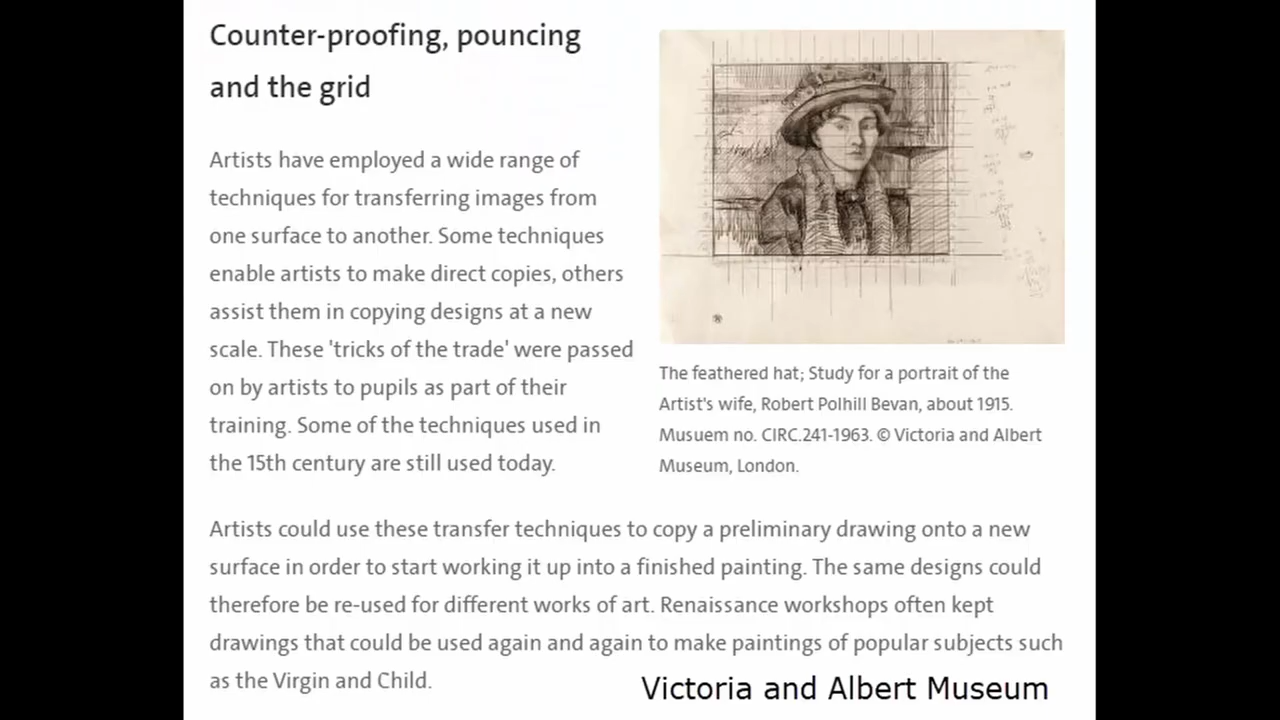 Counter-proofing, pouncing
and the grid
Artists have employed a wide range of
techniques for transferring images from
one surface to another. Some techniques
enable artists to make direct copies, others
assist them in copying designs at a new
scale. These 'tricks of the trade' were passed
on by artists to pupils as part of their
training. Some of the techniques used in
the 15th century are still used today.
The feathered hat; Study for a portrait of the
Artist's wife, Robert Polhill Bevan, about 1915.
Musuem no. CIRC.241-1963. © Victoria and Albert
Museum, London.
Artists could use these transfer techniques to copy a preliminary drawing onto a new
surface in order to start working it up into a finished painting. The same designs could
therefore be re-used for different works of art. Renaissance workshops often kept
drawings that could be used again and again to make paintings of popular subjects such
as the Virgin and Child.
Victoria and Albert Museum